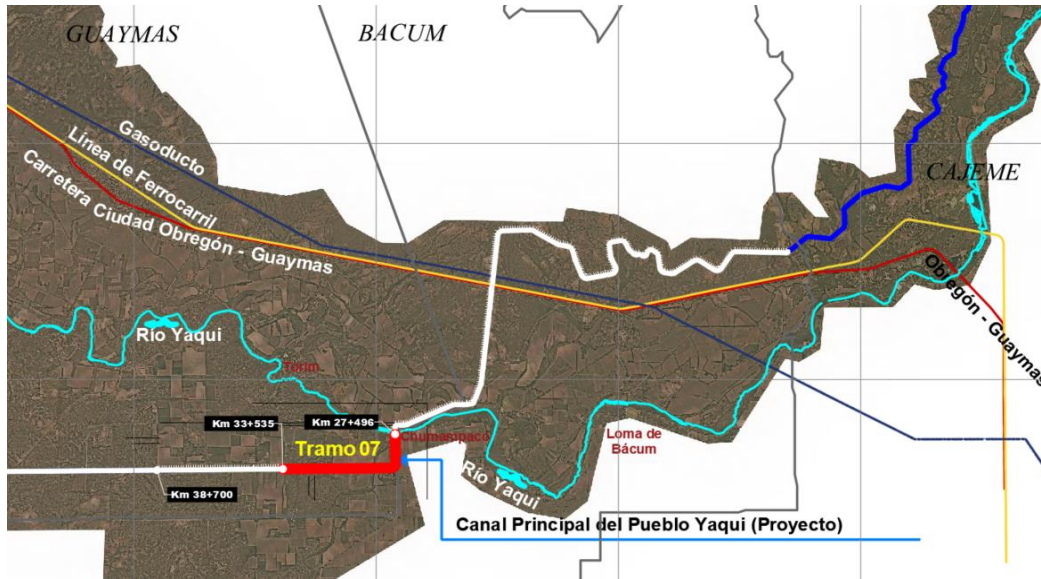 GUAYMAS
BACUM
CAJEME
Gasoducto
Línea de Ferrocarril
Carretera Ciudad Obregón - Guaymas
Obregón - Guaymas
Río Yaqui
Torim
Km 33+535
Km 27+496
Chumampaco
Loma de
Bácum
Tramo 07
Río Yaqui
Km 38+700
Canal Principal del Pueblo Yaqui (Proyecto)